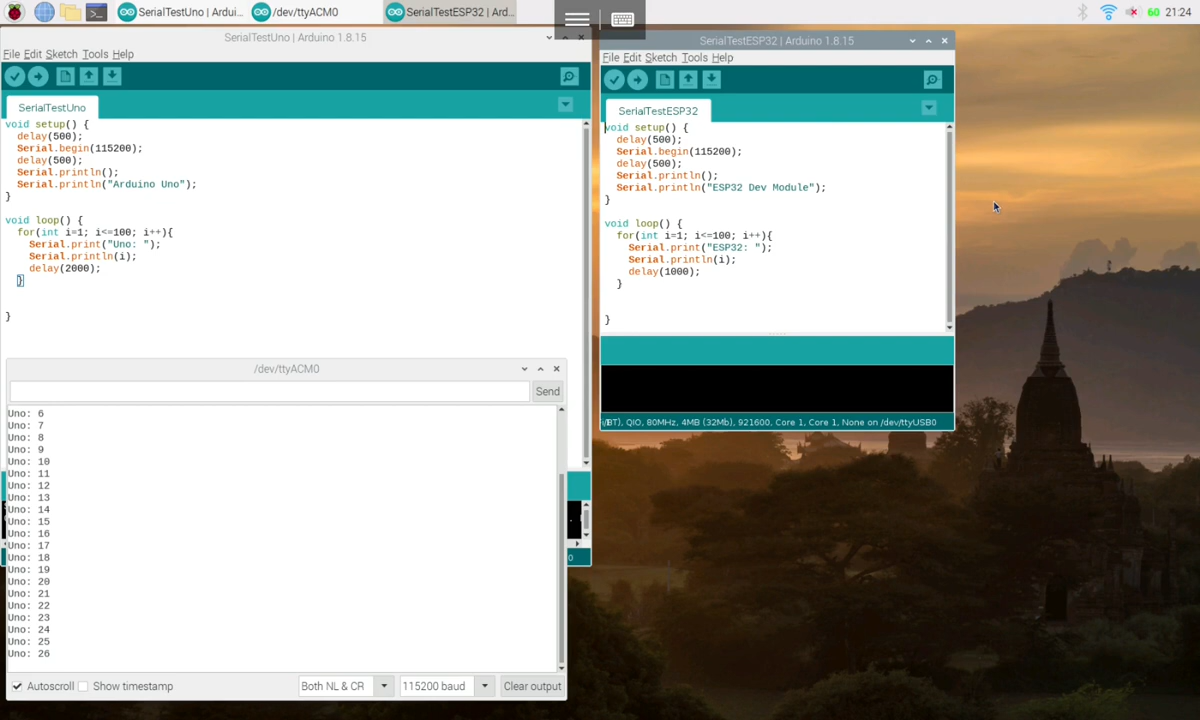 SerialTestUno | Ardui...
/dev/ttyACM0
SerialTestESP32 | Ard...
60
21:24
SerialTestUno | Arduino 1.8.15
File Edit Sketch Tools Help
SerialTestUno
void setup() {
delay(500);
Serial.begin(115200);
delay(500);
Serial.println();
Serial.println("Arduino Uno");
}
void loop() {
for(int i=1; i<=100; i++){
Serial.print("Uno: ");
Serial.println(i);
delay(2000);
}
}
/dev/ttyACM0
Send
Uno: 6
Uno: 7
Uno: 8
Uno: 9
Uno: 10
Uno: 11
Uno: 12
Uno: 13
Uno: 14
Uno: 15
Uno: 16
Uno: 17
Uno: 18
Uno: 19
Uno: 20
Uno: 21
Uno: 22
Uno: 23
Uno: 24
Uno: 25
Uno: 26
Autoscroll
Show timestamp
Both NL & CR
115200 baud
Clear output
SerialTestESP32 | Arduino 1.8.15
File Edit Sketch Tools Help
SerialTestESP32
void setup() {
delay(500);
Serial.begin(115200);
delay(500);
Serial.println();
Serial.println("ESP32 Dev Module");
}
void loop() {
for(int i=1; i<=100; i++){
Serial.print("ESP32: ");
Serial.println(i);
delay(1000);
}
}
QIO, 80MHz, 4MB (32Mb), 921600, Core 1, Core 1, None on /dev/ttyUSB0